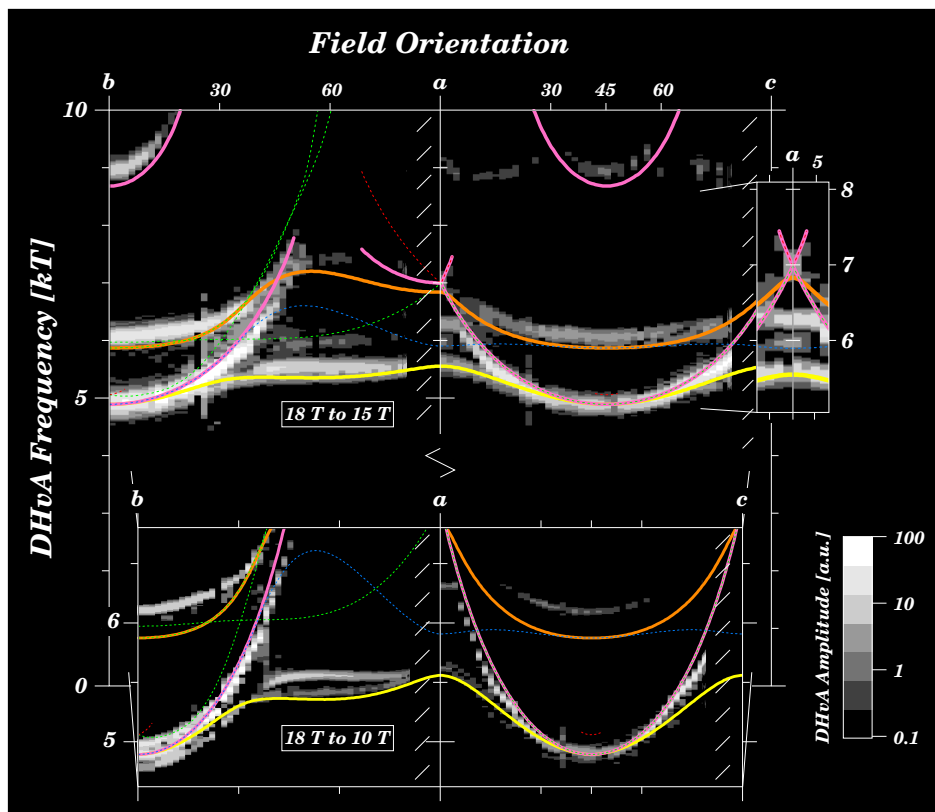 Field Orientation
b 30 60 a 30 45 60 c
10
a 5
8
7
6
5
DHvA Frequency [kT]
18 T to 15 T
b a c
6
0
5
18 T to 10 T
DHvA Amplitude [a.u.]
100
10
1
0.1